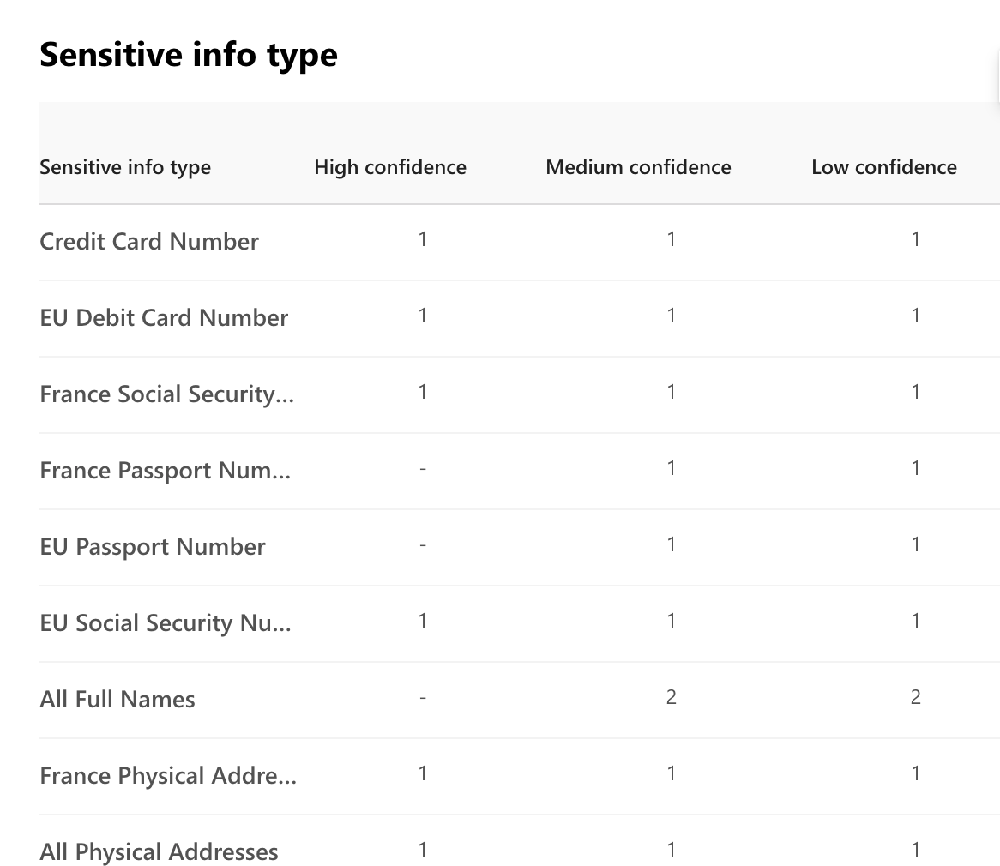 Sensitive info type
Sensitive info type High confidence Medium confidence Low confidence
Credit Card Number 1 1 1
EU Debit Card Number 1 1 1
France Social Security... 1 1 1
France Passport Num... - 1 1
EU Passport Number - 1 1
EU Social Security Nu... 1 1 1
All Full Names - 2 2
France Physical Addre... 1 1 1
All Physical Addresses 1 1 1